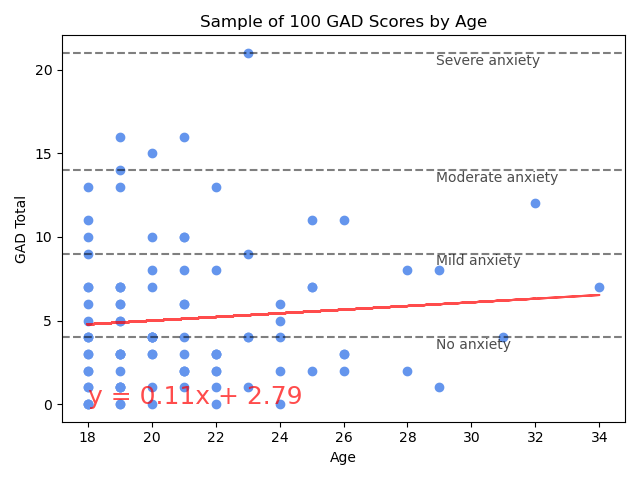 Sample of 100 GAD Scores by Age
GAD Total
20
15
10
5
0
Severe anxiety
Moderate anxiety
Mild anxiety
No anxiety
y = 0.11x + 2.79
18 20 22 24 26 28 30 32 34
Age